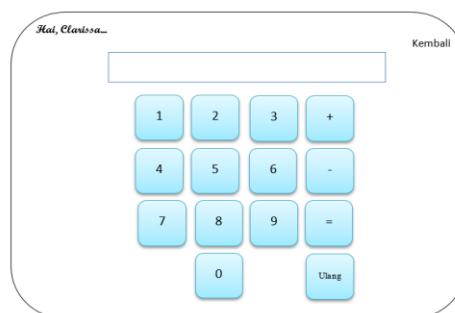 Hai, Clarissa...
Kembali
1 2 3 +
4 5 6 -
7 8 9 =
0 Ulang